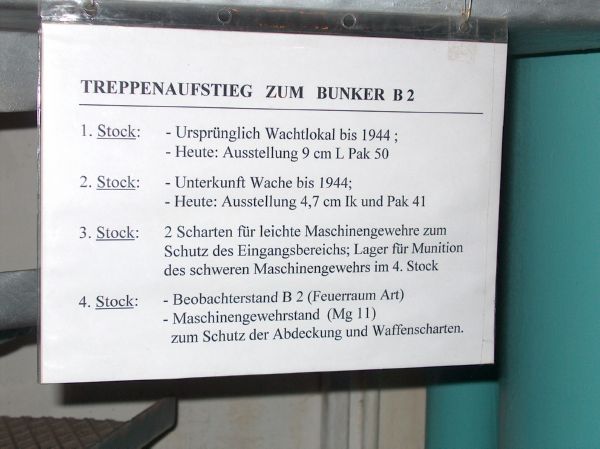 TREPPENAUFSTIEG ZUM BUNKER B 2
1. Stock: - Ursprünglich Wachtlokal bis 1944 ;
- Heute: Ausstellung 9 cm L Pak 50
2. Stock: - Unterkunft Wache bis 1944;
- Heute: Ausstellung 4,7 cm Ik und Pak 41
3. Stock: 2 Scharten für leichte Maschinengewehre zum
Schutz des Eingangsbereichs; Lager für Munition
des schweren Maschinengewehrs im 4. Stock
4. Stock: - Beobachterstand B 2 (Feuerraum Art)
- Maschinengewehrstand (Mg 11)
zum Schutz der Abdeckung und Waffenscharten.